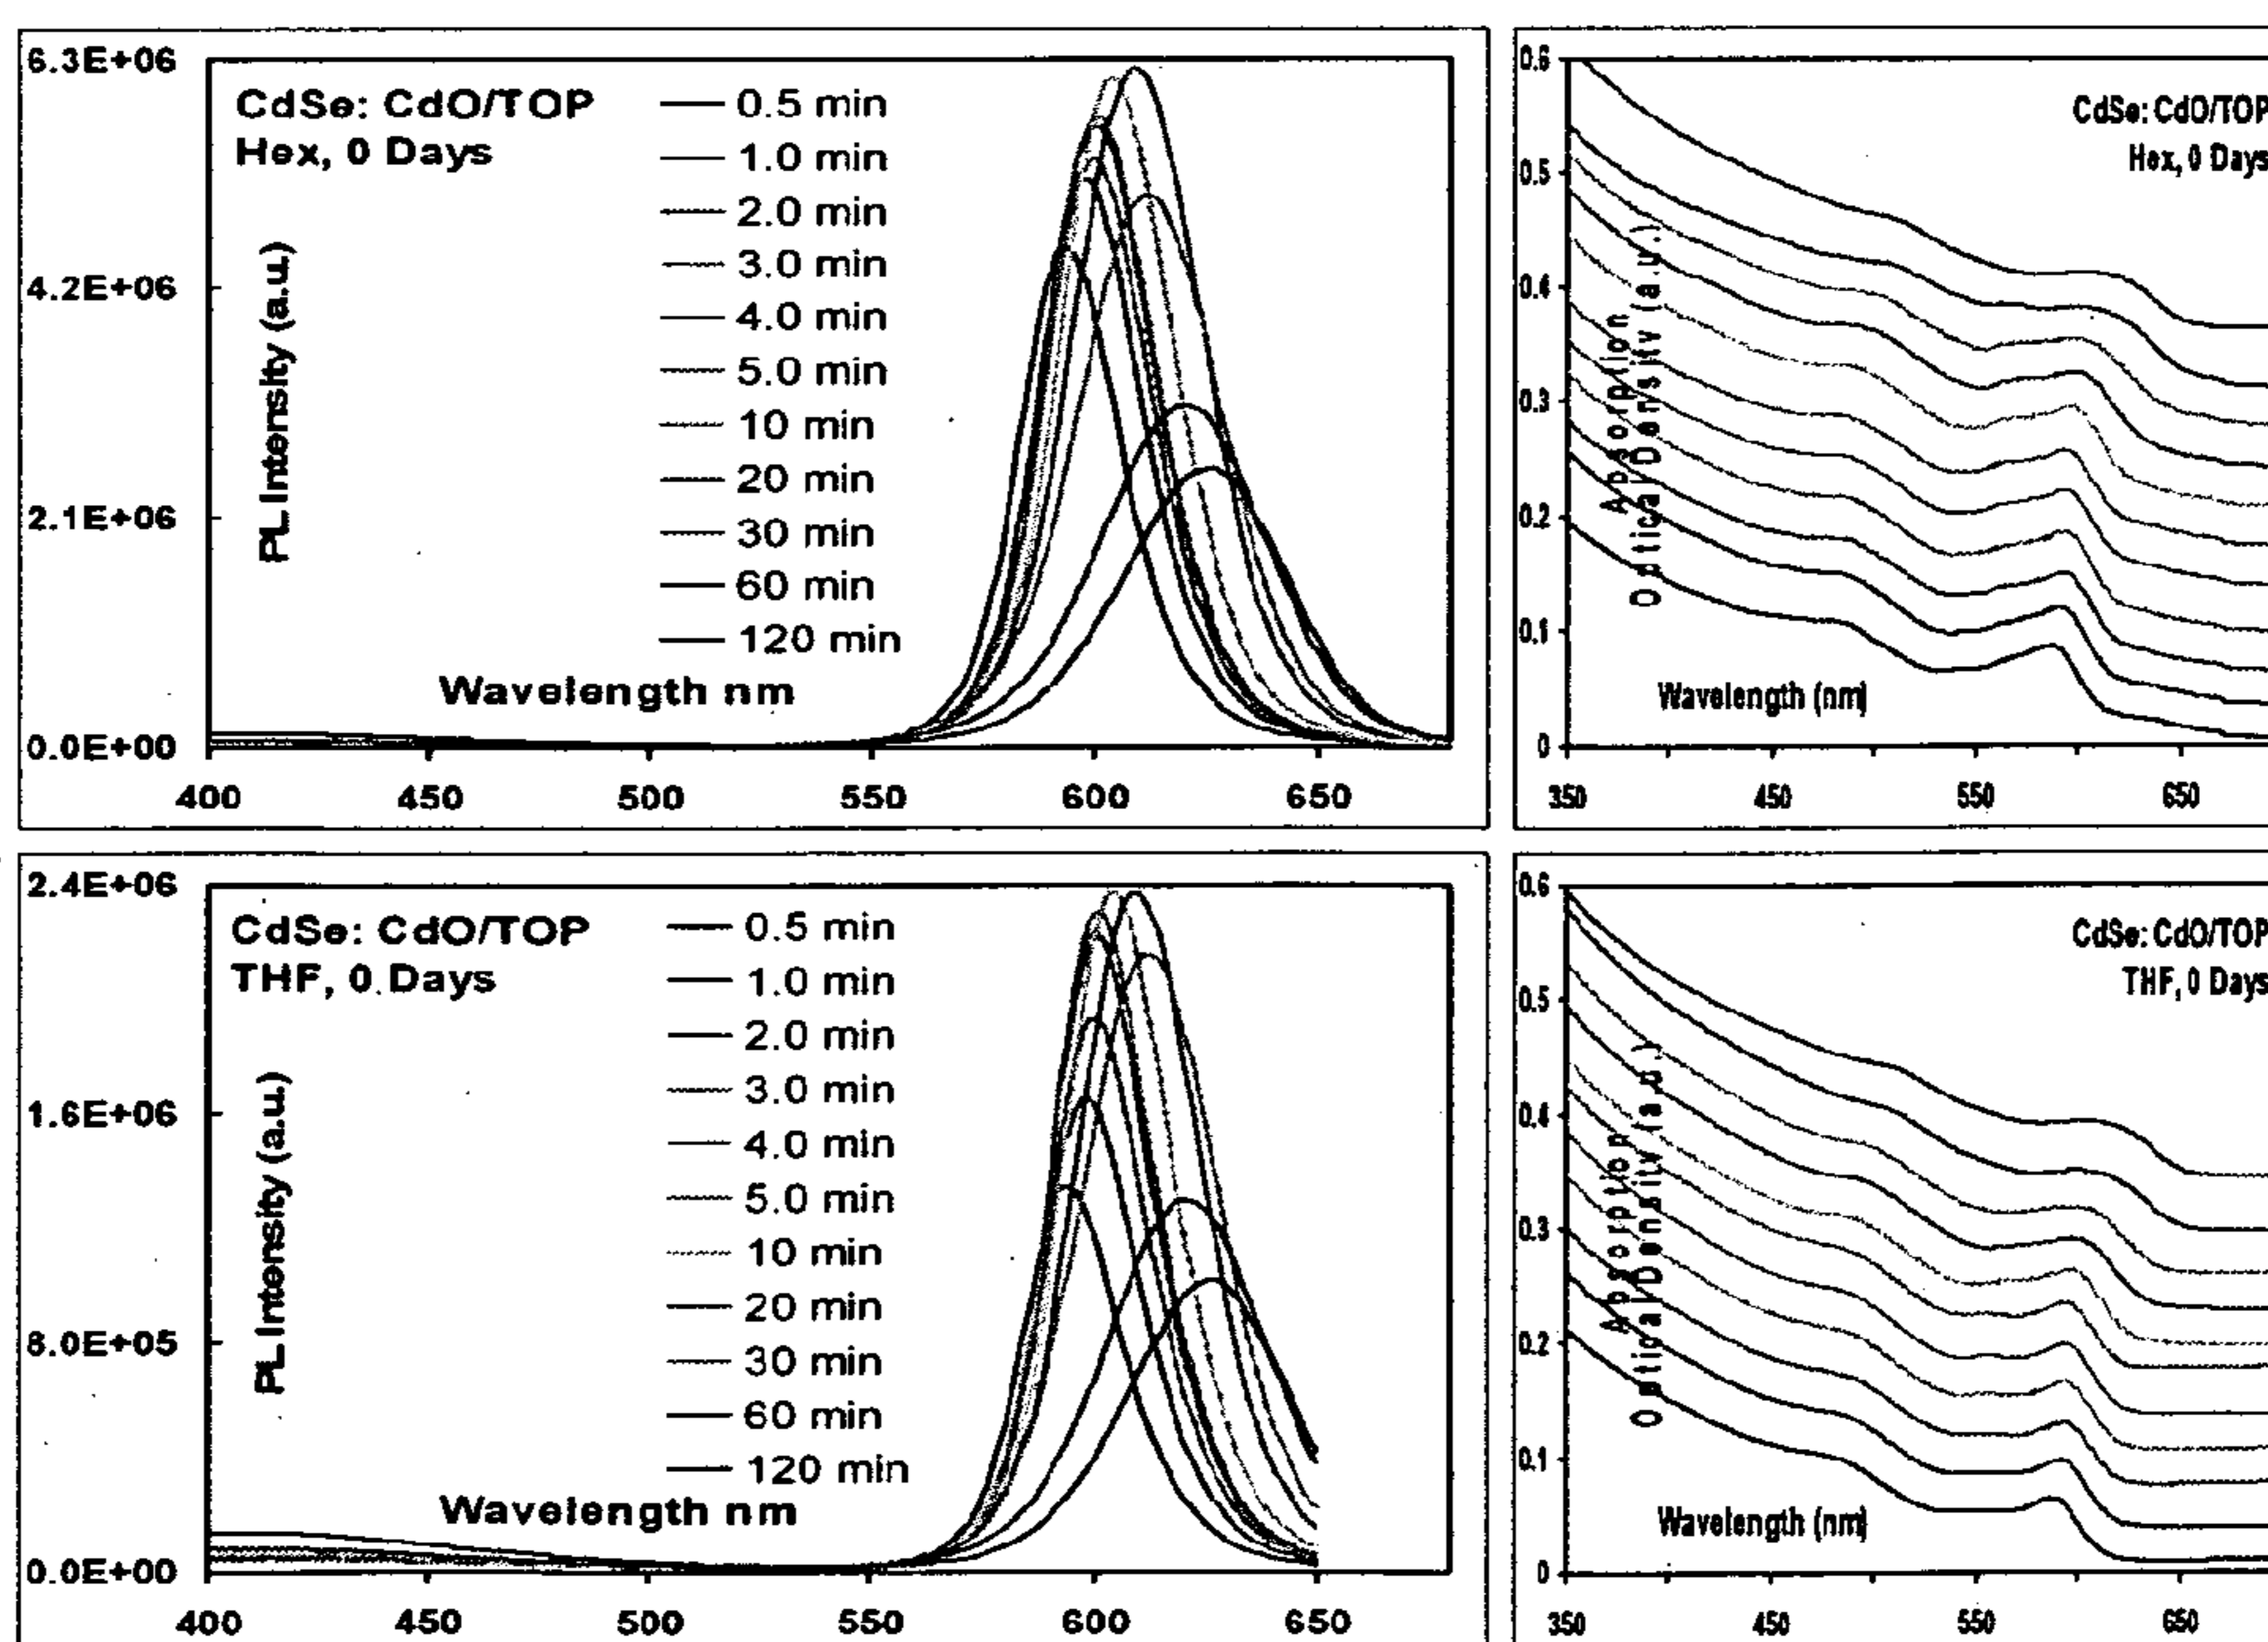 6.3E+06
4.2E+06
2.1E+06
0.0E+00
PL Intensity (a.u.)
CdSe: CdO/TOP
Hex, 0 Days
0.5 min
1.0 min
2.0 min
3.0 min
4.0 min
5.0 min
10 min
20 min
30 min
60 min
120 min
Wavelength nm
400 450 500 550 600 650
0.6
0.5
0.4
0.3
0.2
0.1
0
CdSe: CdO/TOP
Hex, 0 Days
Absorption
Optical Density (a.u.)
Wavelength (nm)
350 450 550 650
2.4E+06
1.6E+06
8.0E+05
0.0E+00
PL Intensity (a.u.)
CdSe: CdO/TOP
THF, 0 Days
0.5 min
1.0 min
2.0 min
3.0 min
4.0 min
5.0 min
10 min
20 min
30 min
60 min
120 min
Wavelength nm
400 450 500 550 600 650
0.6
0.5
0.4
0.3
0.2
0.1
0
CdSe: CdO/TOP
THF, 0 Days
Absorption
Optical Density (a.u.)
Wavelength (nm)
350 450 550 650